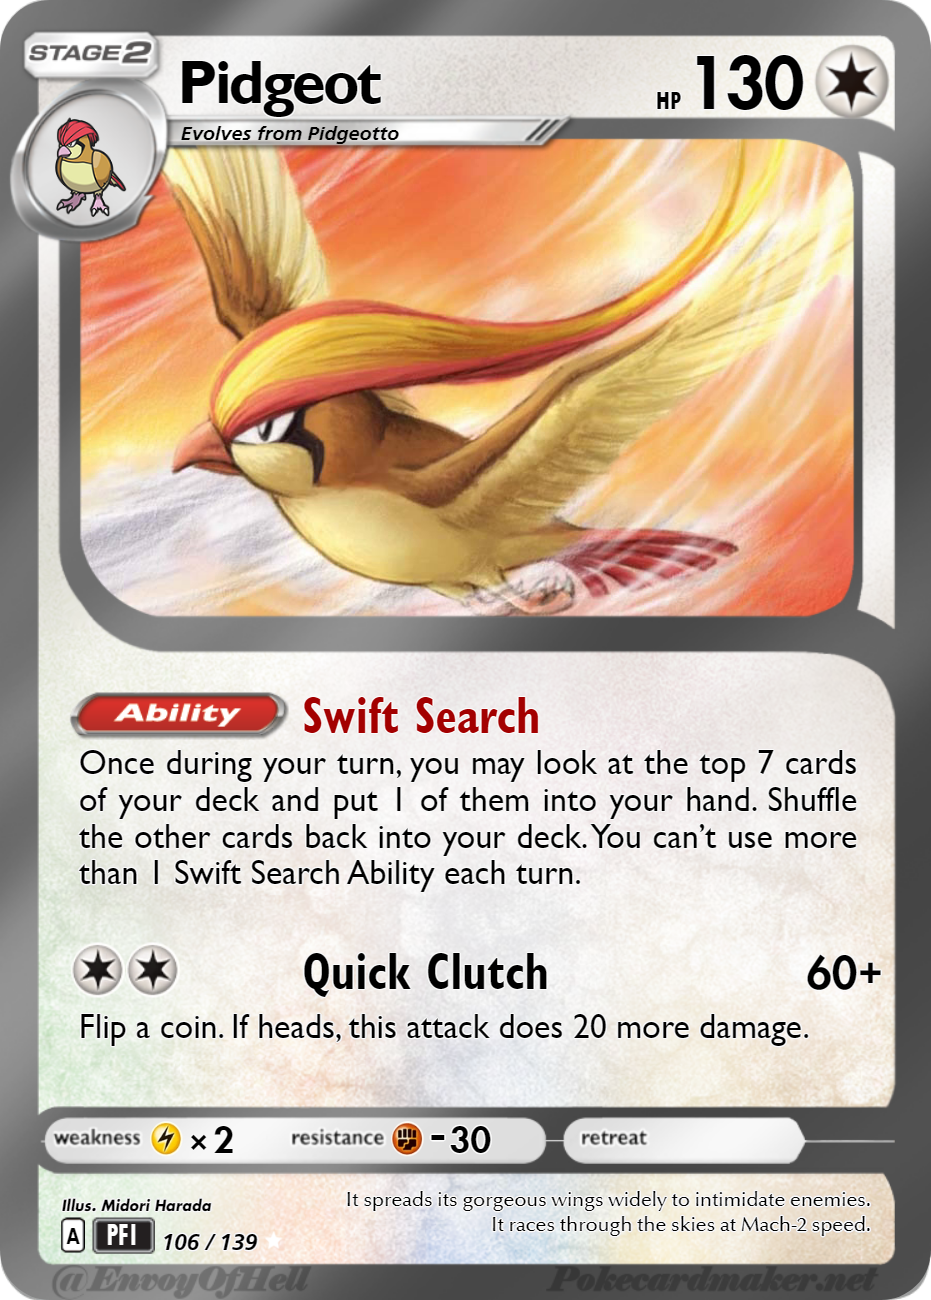 STAGE 2
Pidgeot
HP 130
Evolves from Pidgeotto
Ability Swift Search
Once during your turn, you may look at the top 7 cards
of your deck and put 1 of them into your hand. Shuffle
the other cards back into your deck. You can't use more
than 1 Swift Search Ability each turn.
Quick Clutch 60+
Flip a coin. If heads, this attack does 20 more damage.
weakness ×2 resistance -30 retreat
Illus. Midori Harada
A PFI 106 / 139
It spreads its gorgeous wings widely to intimidate enemies.
It races through the skies at Mach-2 speed.
@EnvoyOfHell Pokecardmaker.net